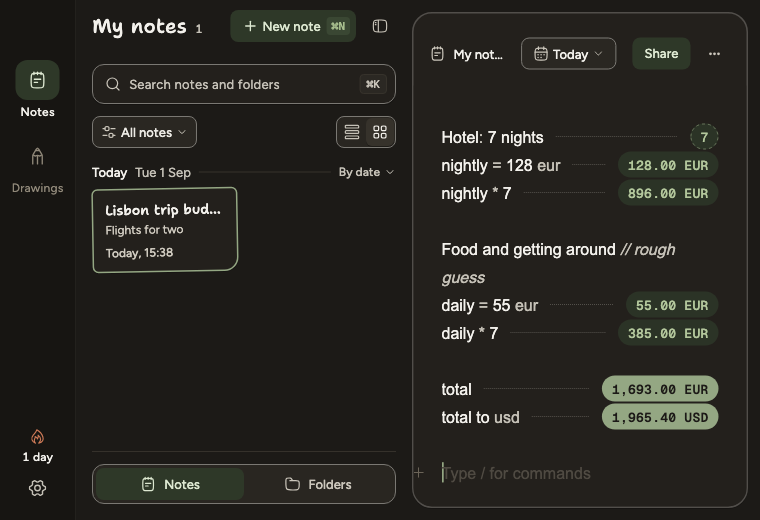 My notes 1
+ New note ⌘N
Notes
Drawings
Search notes and folders ⌘K
All notes
Today Tue 1 Sep
By date
Lisbon trip bud...
Flights for two
Today, 15:38
1 day
Notes
Folders
My not...
Today
Share
...
Hotel: 7 nights 7
nightly = 128 eur 128.00 EUR
nightly * 7 896.00 EUR
Food and getting around // rough
guess
daily = 55 eur 55.00 EUR
daily * 7 385.00 EUR
total 1,693.00 EUR
total to usd 1,965.40 USD
+ Type / for commands